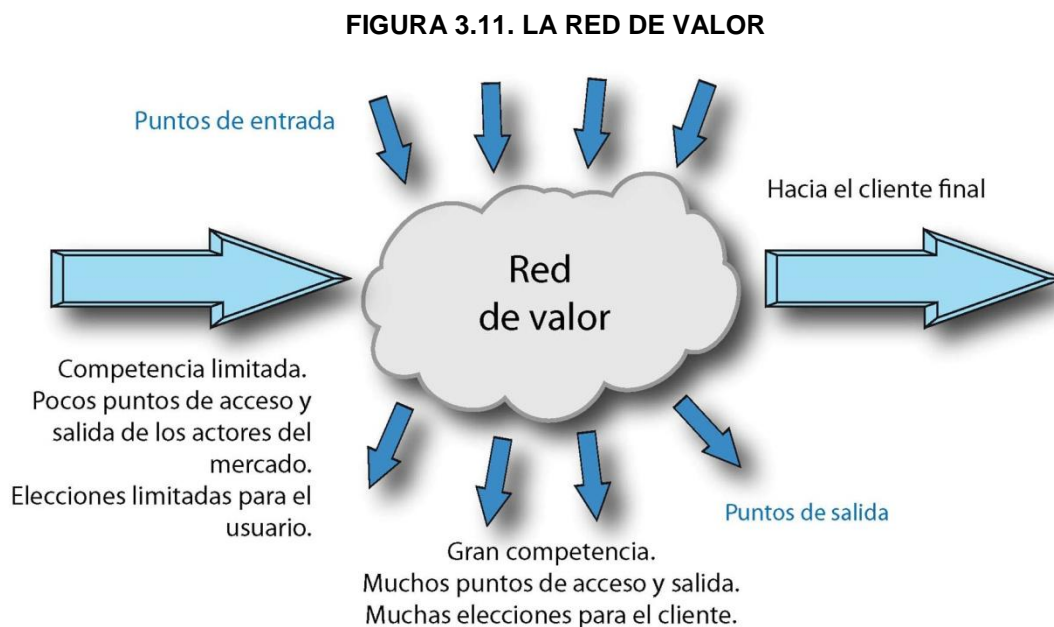 FIGURA 3.11. LA RED DE VALOR
Puntos de entrada
Hacia el cliente final
Red
de valor
Competencia limitada.
Pocos puntos de acceso y
salida de los actores del
mercado.
Elecciones limitadas para el
usuario.
Puntos de salida
Gran competencia.
Muchos puntos de acceso y salida.
Muchas elecciones para el cliente.